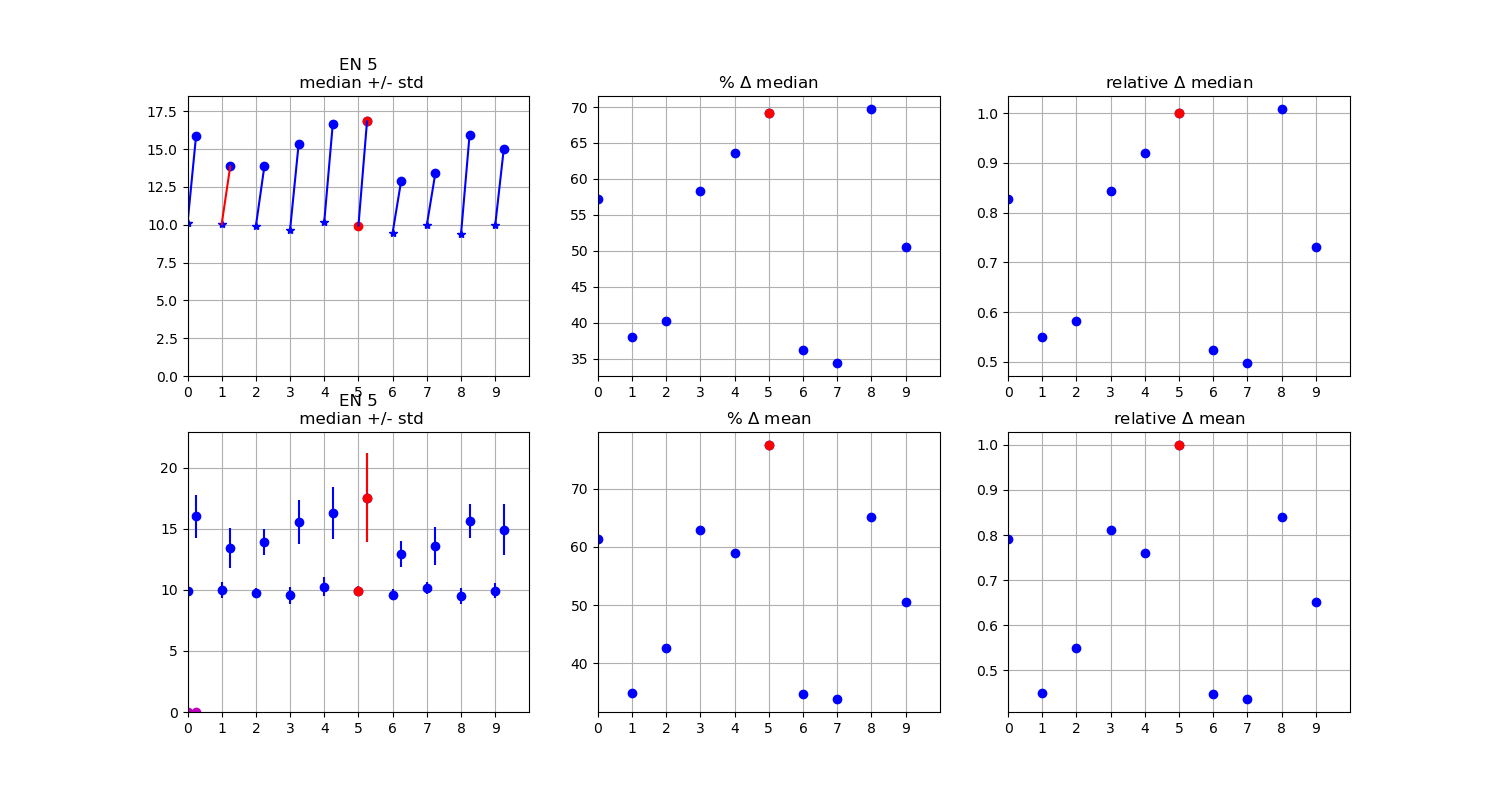 EN 5
median +/- std
17.5
15.0
12.5
10.0
7.5
5.0
2.5
0.0
0 1 2 3 4 5 6 7 8 9
% Δ median
70
65
60
55
50
45
40
35
0 1 2 3 4 5 6 7 8 9
relative Δ median
1.0
0.9
0.8
0.7
0.6
0.5
0 1 2 3 4 5 6 7 8 9
EN 5
median +/- std
20
15
10
5
0
0 1 2 3 4 5 6 7 8 9
% Δ mean
70
60
50
40
0 1 2 3 4 5 6 7 8 9
relative Δ mean
1.0
0.9
0.8
0.7
0.6
0.5
0 1 2 3 4 5 6 7 8 9